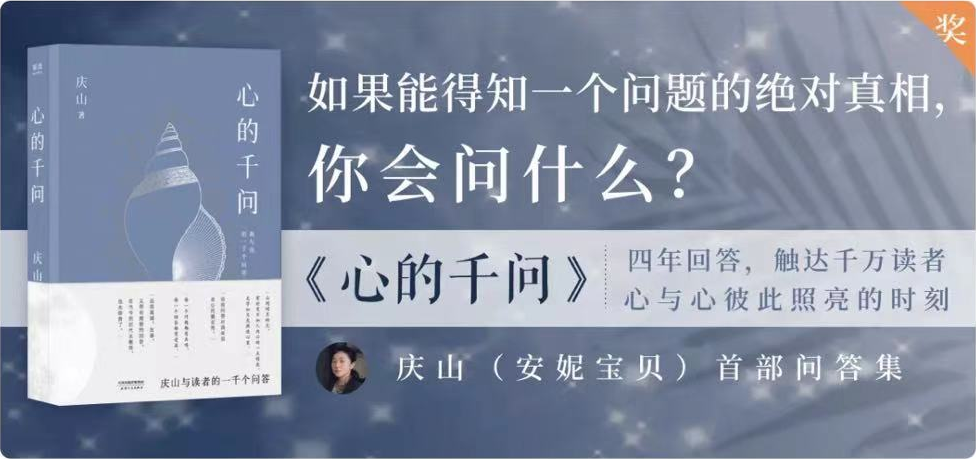 奖
如果能得知一个问题的绝对真相,
你会问什么？
《心的千问》
四年回答，触达千万读者
心与心彼此照亮的时刻
庆山（安妮宝贝）首部问答集
心的千问
庆山
庆山 著
心的千问
庆山与读者的一千个问答